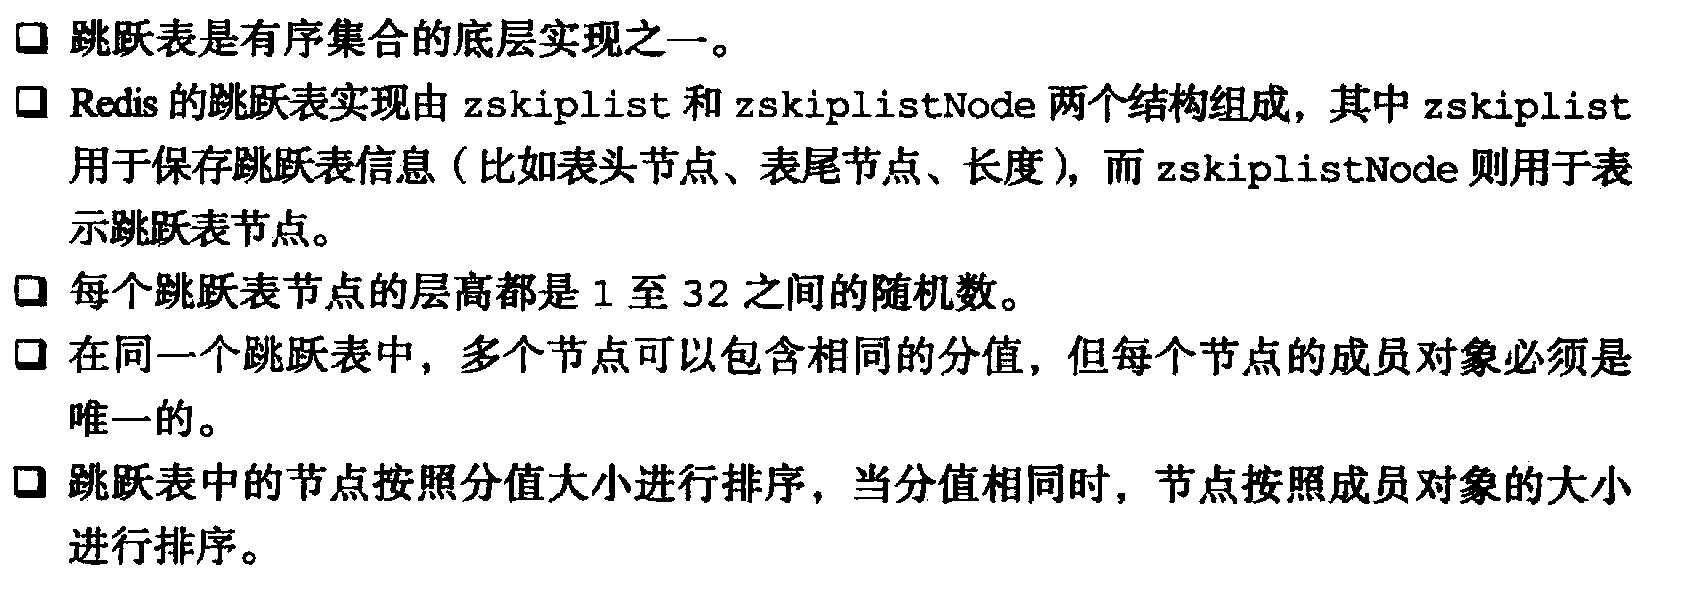 ❑ 跳跃表是有序集合的底层实现之一。
❑ Redis 的跳跃表实现由 zskiplist 和 zskiplistNode 两个结构组成，其中 zskiplist
用于保存跳跃表信息（比如表头节点、表尾节点、长度），而 zskiplistNode 则用于表
示跳跃表节点。
❑ 每个跳跃表节点的层高都是 1 至 32 之间的随机数。
❑ 在同一个跳跃表中，多个节点可以包含相同的分值，但每个节点的成员对象必须是
唯一的。
❑ 跳跃表中的节点按照分值大小进行排序，当分值相同时，节点按照成员对象的大小
进行排序。